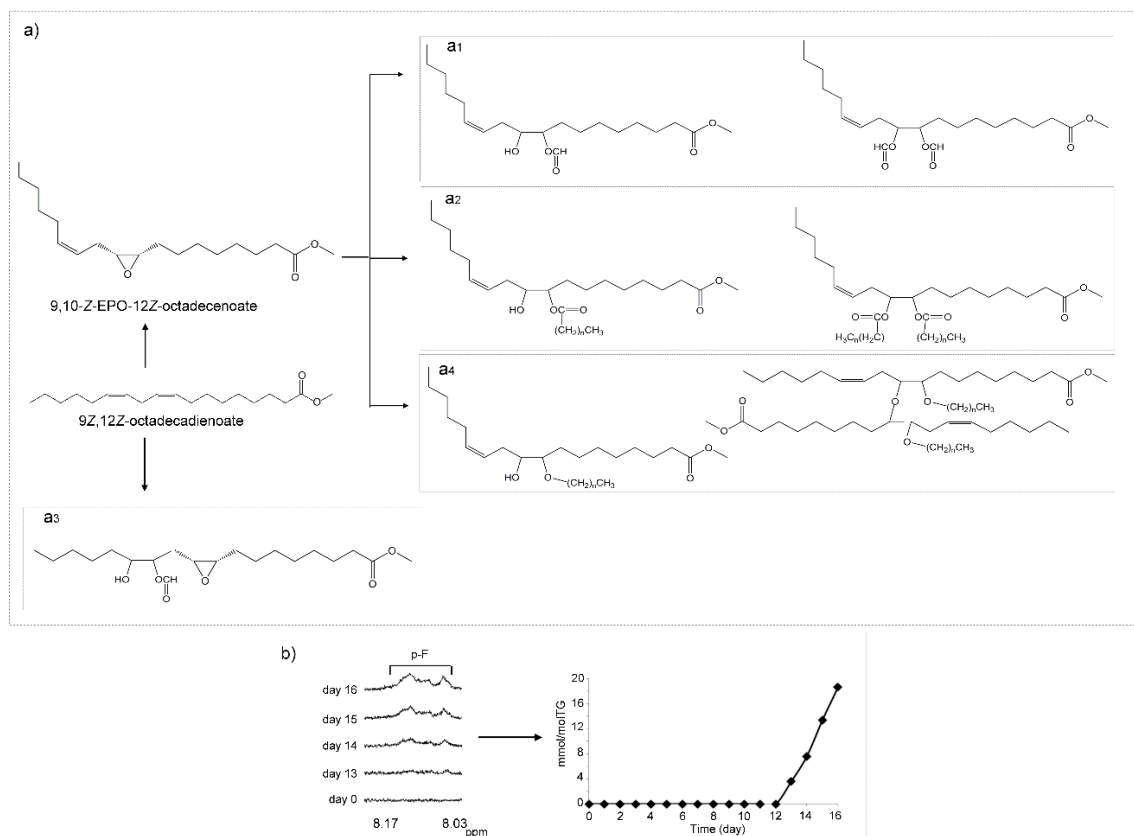 a)
a1
HO
OCH
O
O
O
HCO
OCH
O
O
O
O
9,10-Z-EPO-12Z-octadecenoate
O
O
a2
HO
OC
O
(CH2)nCH3
O
O
O
CO
OC
O
H3Cn(H2C)
(CH2)nCH3
O
O
9Z,12Z-octadecadienoate
O
O
a4
HO
O
(CH2)nCH3
O
O
O
O
O
(CH2)nCH3
O
O
O
(CH2)nCH3
a3
HO
OCH
O
O
O
O
b)
p-F
day 16
day 15
day 14
day 13
day 0
8.17
8.03
ppm
mmol/molTG
20
16
12
8
4
0
0 2 4 6 8 10 12 14 16
Time (day)